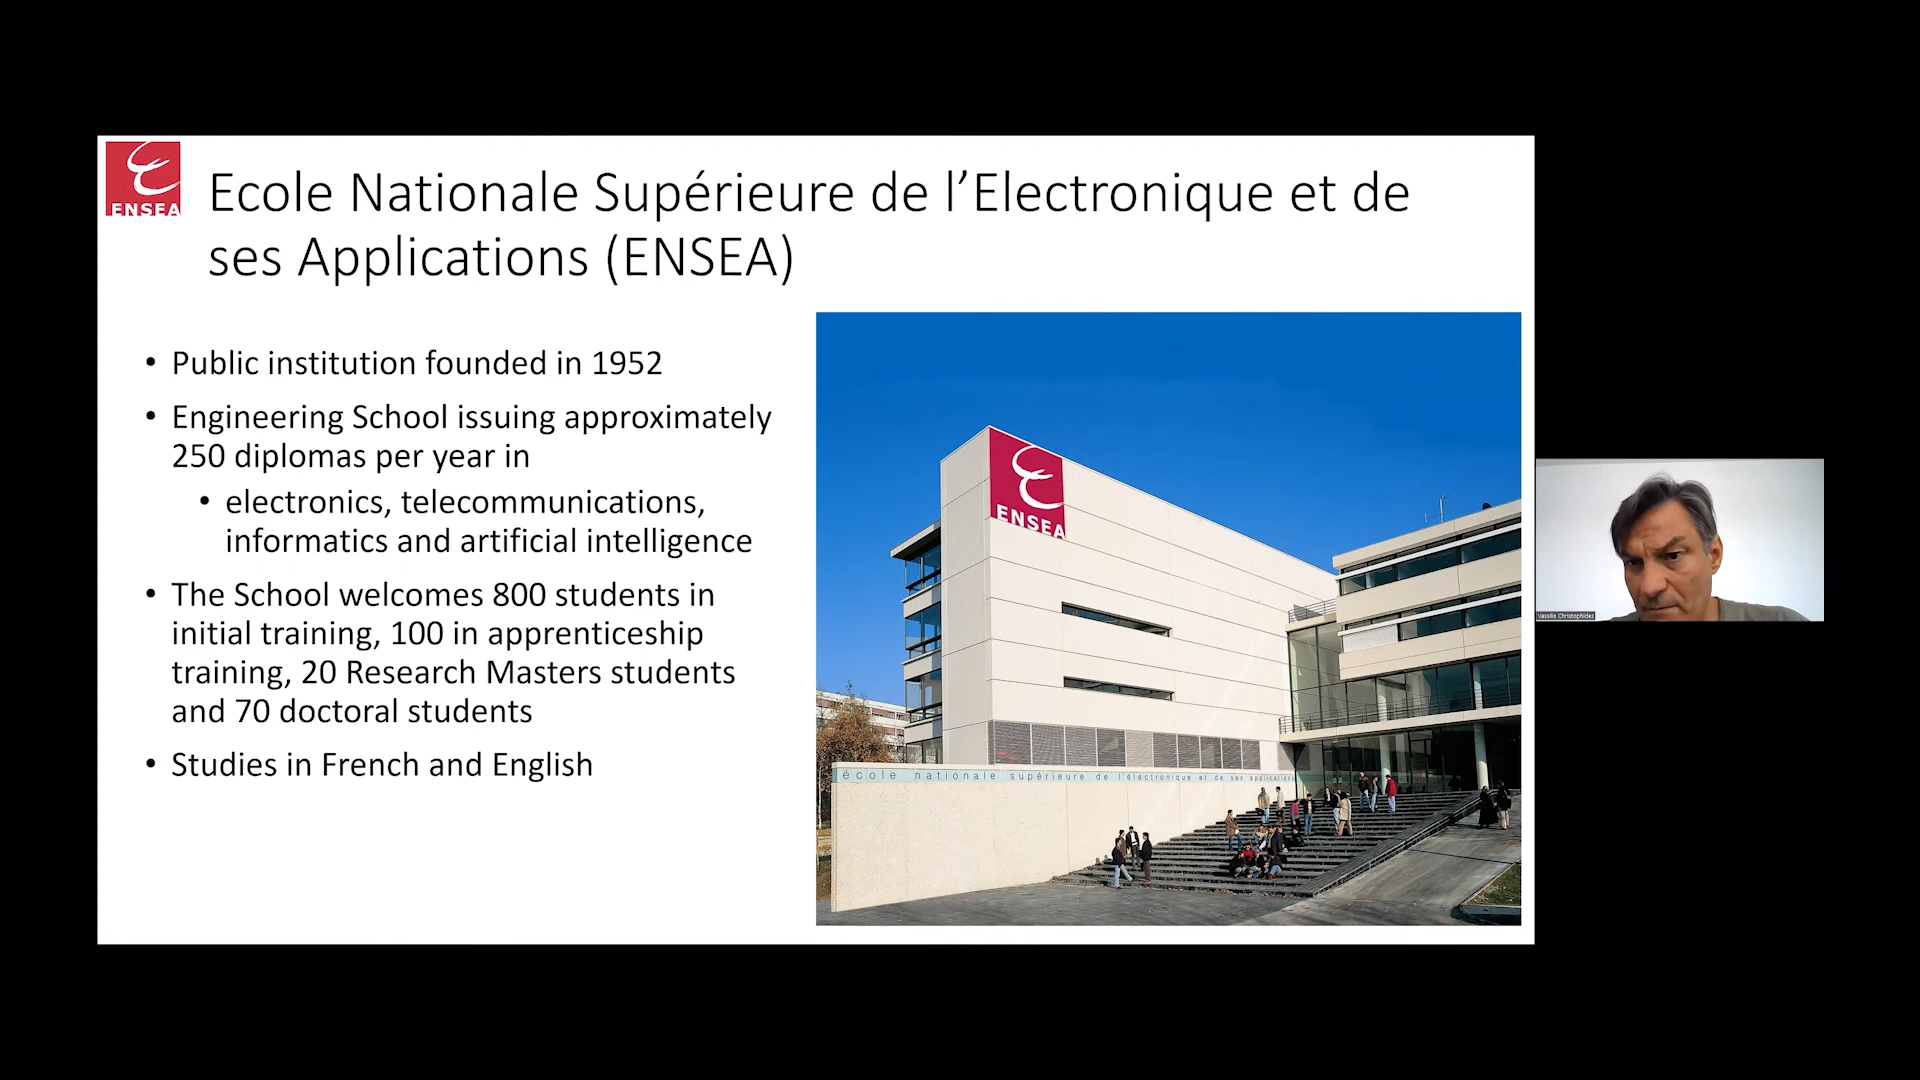 ENSEA
Ecole Nationale Supérieure de l’Electronique et de
ses Applications (ENSEA)
• Public institution founded in 1952
• Engineering School issuing approximately
250 diplomas per year in
• electronics, telecommunications,
informatics and artificial intelligence
• The School welcomes 800 students in
initial training, 100 in apprenticeship
training, 20 Research Masters students
and 70 doctoral students
• Studies in French and English
ENSEA
école nationale supérieure de l'électronique et de ses applications
Vassilis Christophides